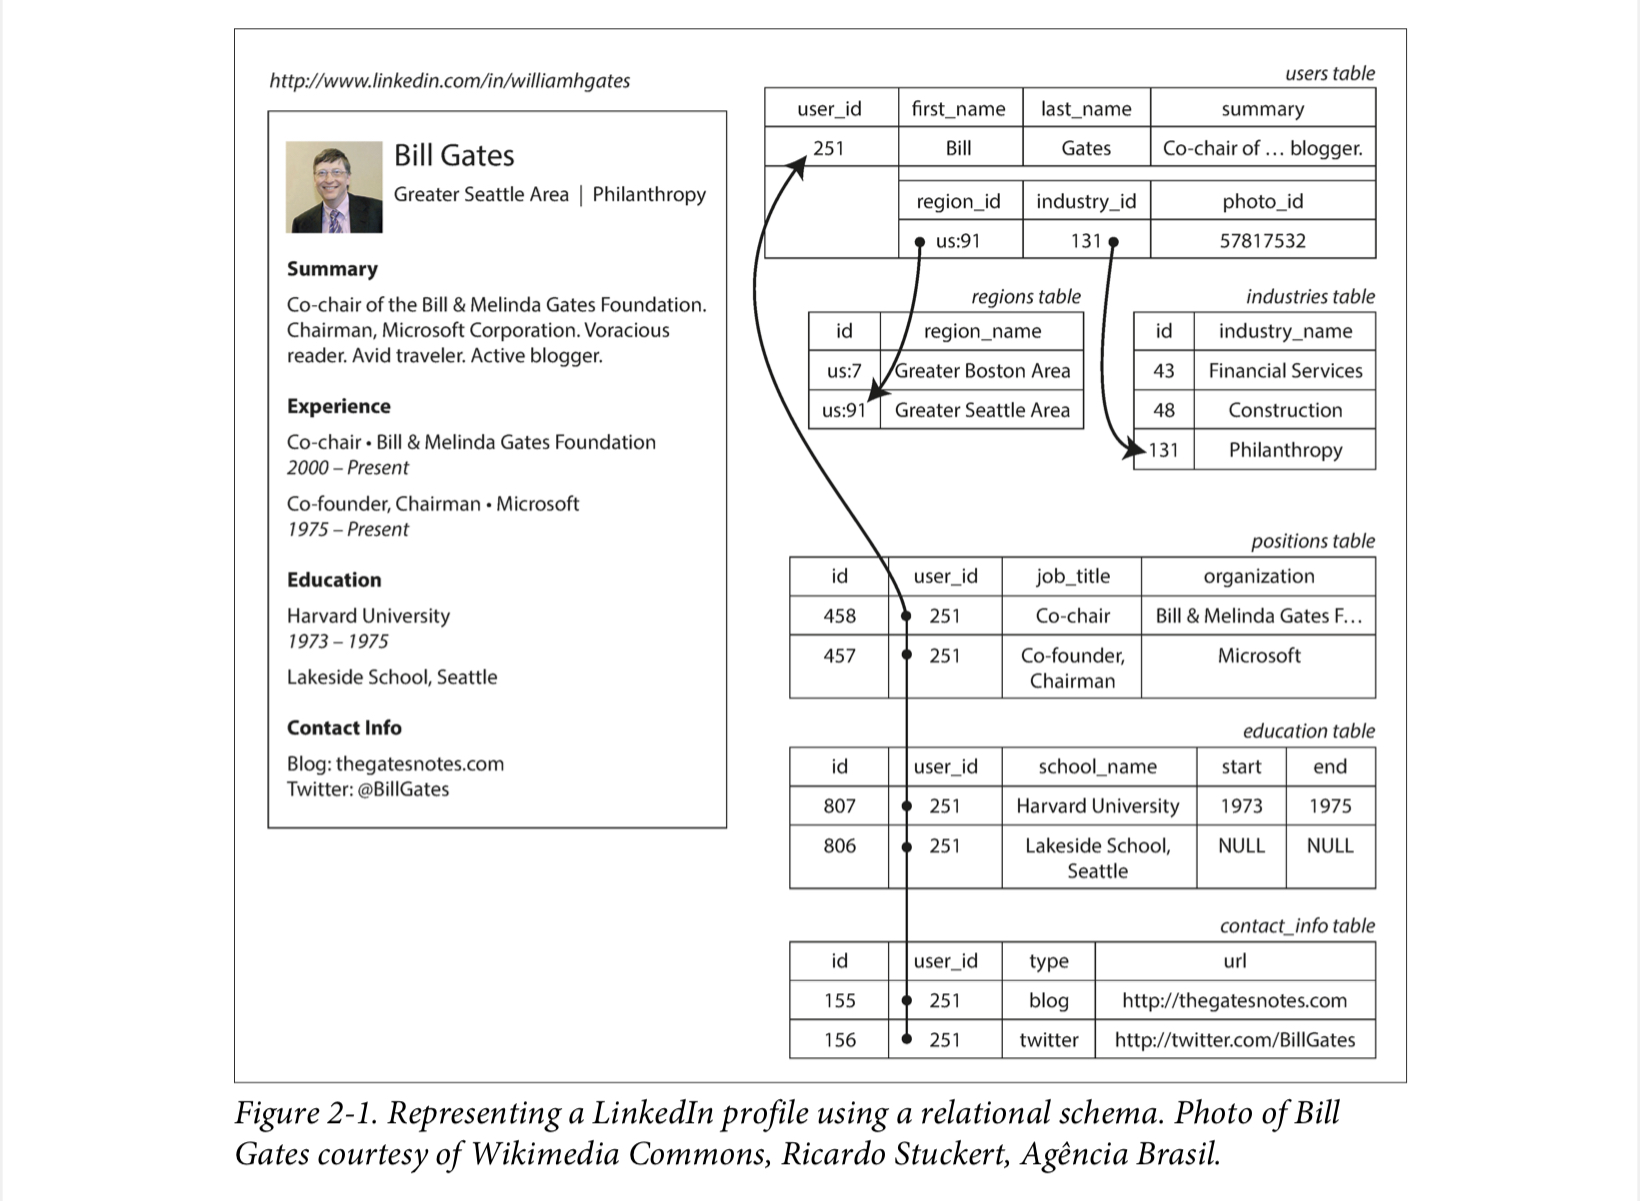 http://www.linkedin.com/in/williamhgates
Bill Gates
Greater Seattle Area | Philanthropy
Summary
Co-chair of the Bill & Melinda Gates Foundation.
Chairman, Microsoft Corporation. Voracious
reader. Avid traveler. Active blogger.
Experience
Co-chair • Bill & Melinda Gates Foundation
2000 – Present
Co-founder, Chairman • Microsoft
1975 – Present
Education
Harvard University
1973 – 1975
Lakeside School, Seattle
Contact Info
Blog: thegatesnotes.com
Twitter: @BillGates
users table
user_id first_name last_name summary
251 Bill Gates Co-chair of … blogger.
region_id industry_id photo_id
us:91 131 57817532
regions table
id region_name
us:7 Greater Boston Area
us:91 Greater Seattle Area
industries table
id industry_name
43 Financial Services
48 Construction
131 Philanthropy
positions table
id user_id job_title organization
458 251 Co-chair Bill & Melinda Gates F…
457 251 Co-founder, Microsoft
Chairman
education table
id user_id school_name start end
807 251 Harvard University 1973 1975
806 251 Lakeside School, NULL NULL
Seattle
contact_info table
id user_id type url
155 251 blog http://thegatesnotes.com
156 251 twitter http://twitter.com/BillGates
Figure 2-1. Representing a LinkedIn profile using a relational schema. Photo of Bill
Gates courtesy of Wikimedia Commons, Ricardo Stuckert, Agência Brasil.